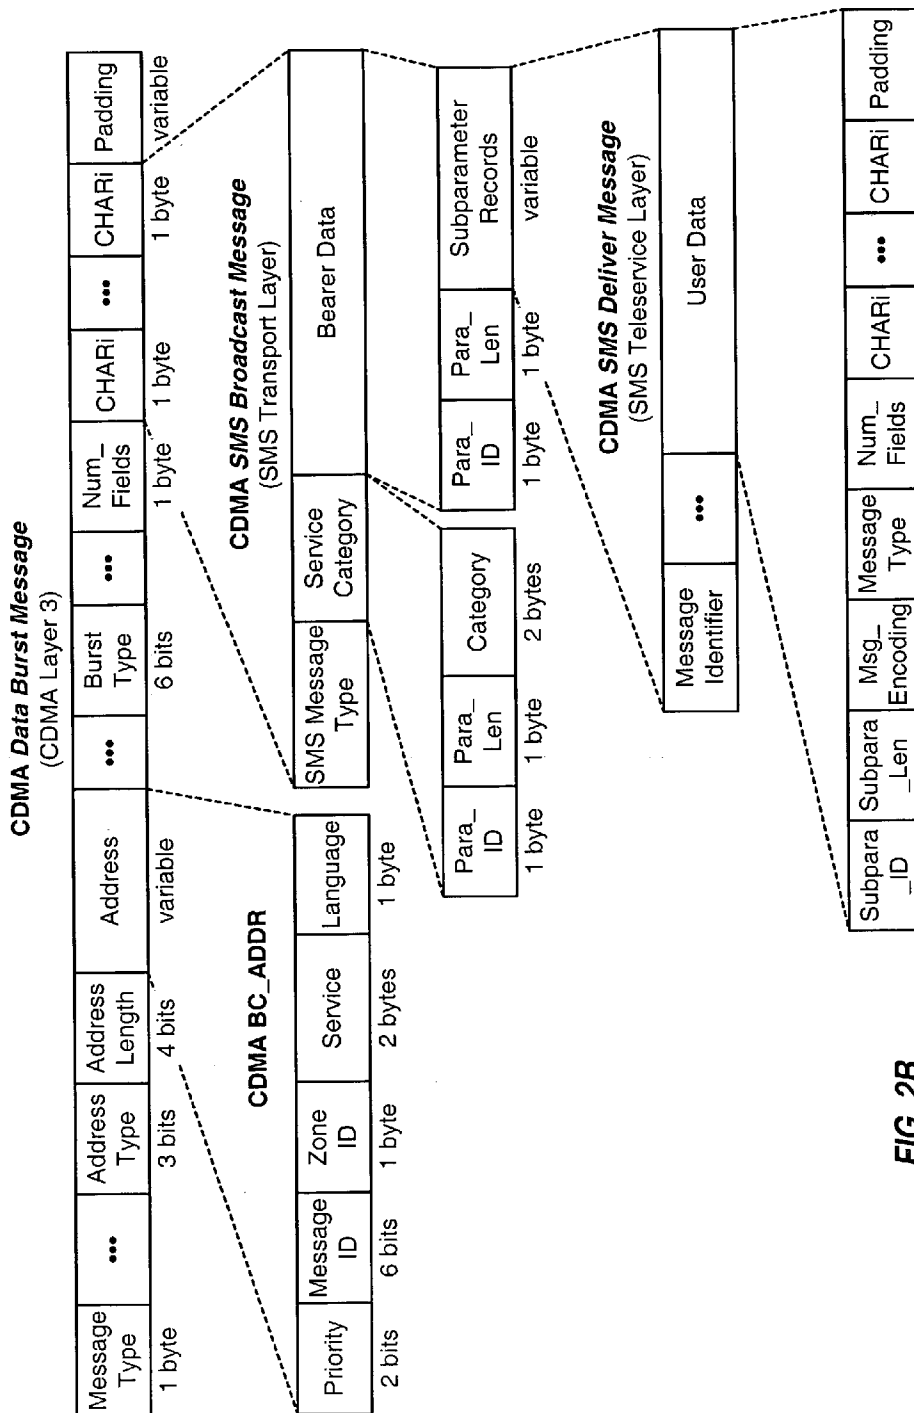 CDMA Data Burst Message
(CDMA Layer 3)
Message
Type
•••
Address
Type
Address
Length
Address
•••
Burst
Type
•••
Num_
Fields
CHARi
•••
CHARi
Padding
1 byte
3 bits
4 bits
variable
6 bits
1 byte
1 byte
1 byte
variable
CDMA BC_ADDR
Priority
Message
ID
Zone
ID
Service
Language
2 bits
6 bits
1 byte
2 bytes
1 byte
CDMA SMS Broadcast Message
(SMS Transport Layer)
SMS Message
Type
Service
Category
Bearer Data
Para_
ID
Para_
Len
Category
1 byte
1 byte
2 bytes
Para_
ID
Para_
Len
Subparameter
Records
1 byte
1 byte
variable
CDMA SMS Deliver Message
(SMS Teleservice Layer)
Message
Identifier
•••
User Data
Subpara
_ID
Subpara
_Len
Msg_
Encoding
Message
Type
Num_
Fields
CHARi
•••
CHARi
Padding
FIG. 2B